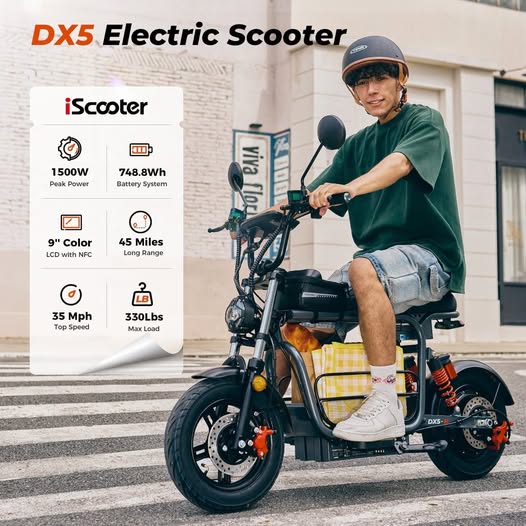 DX5 Electric Scooter
iScooter
1500W
Peak Power
748.8Wh
Battery System
9" Color
LCD with NFC
45 Miles
Long Range
35 Mph
Top Speed
LB
330Lbs
Max Load
viva flor
DX5-